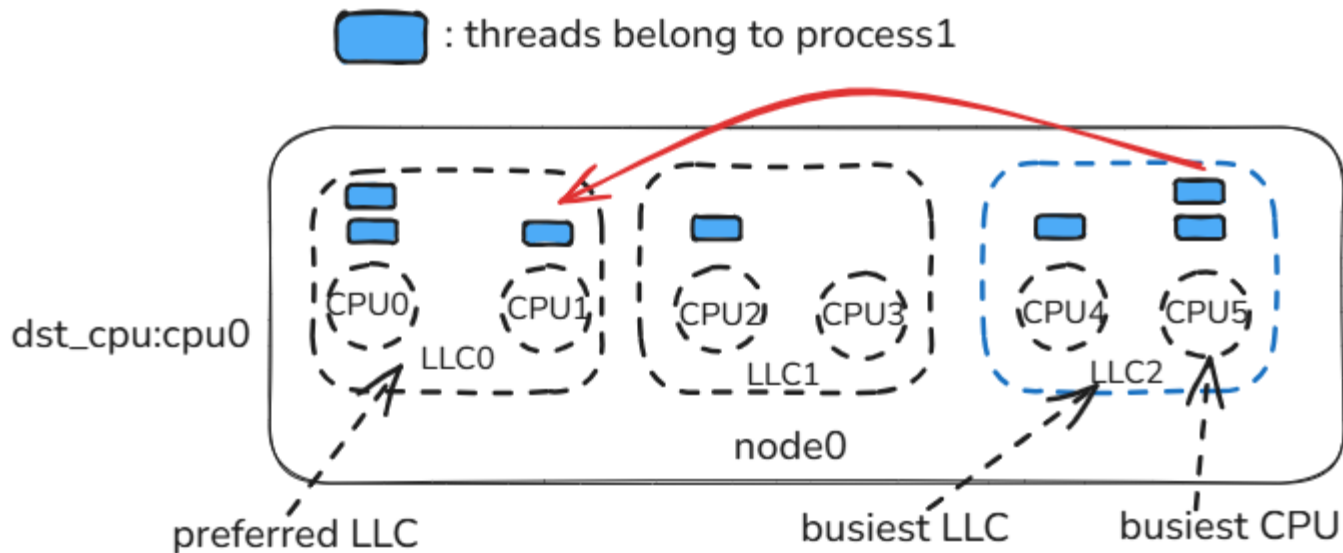 : threads belong to process1
CPU0
CPU1
CPU2
CPU3
CPU4
CPU5
dst_cpu:cpu0
LLC0
LLC1
LLC2
node0
preferred LLC
busiest LLC
busiest CPU